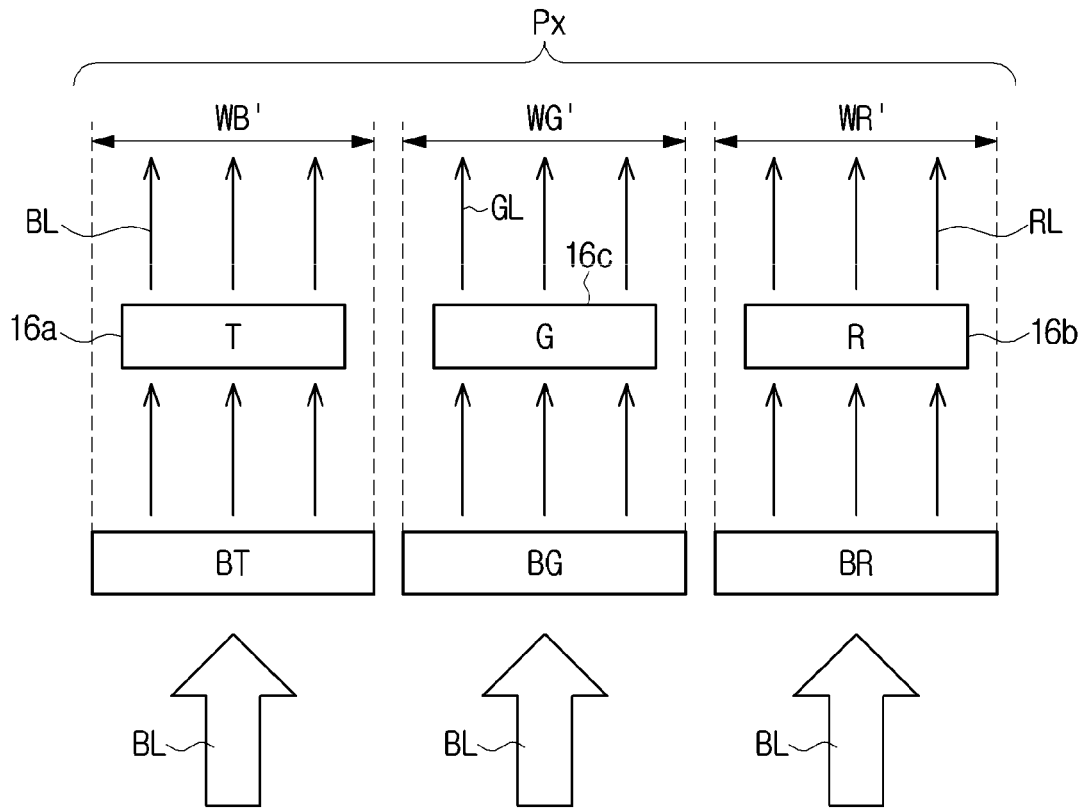 Px
WB' WG' WR'
BL GL RL
16c
16a T G R 16b
BT BG BR
BL BL BL